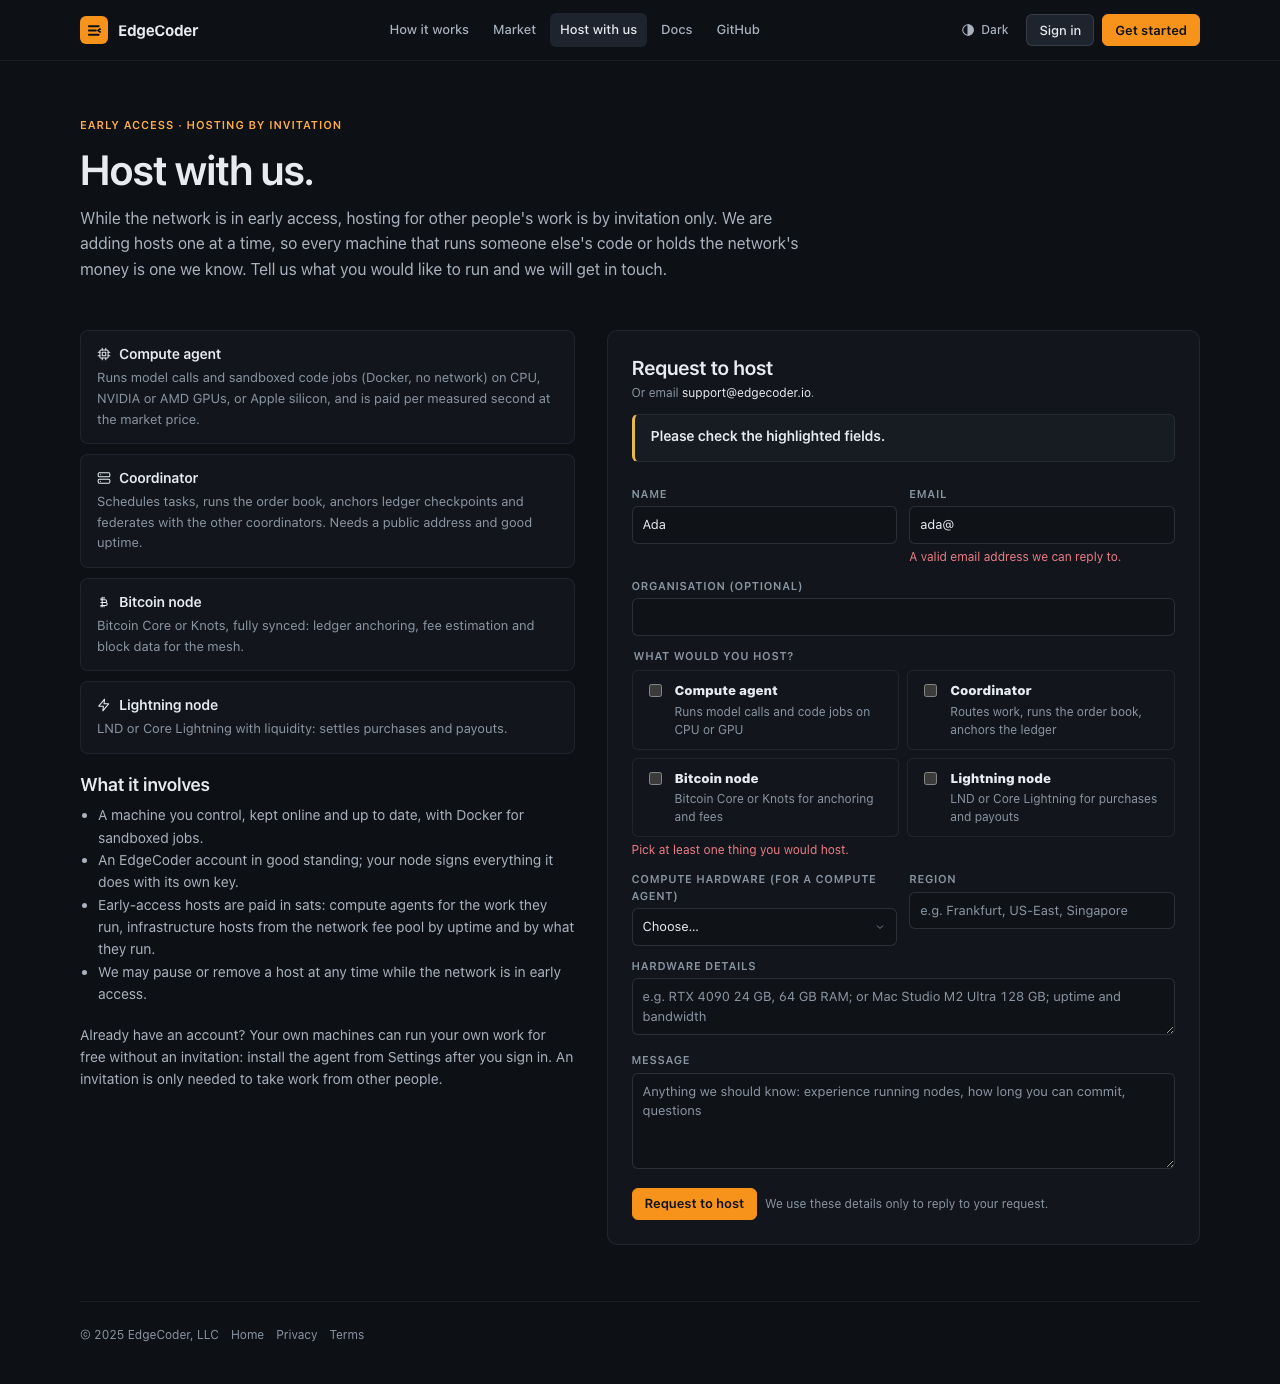 EdgeCoder
How it works
Market
Host with us
Docs
GitHub
Dark
Sign in
Get started
EARLY ACCESS · HOSTING BY INVITATION
Host with us.
While the network is in early access, hosting for other people's work is by invitation only. We are
adding hosts one at a time, so every machine that runs someone else's code or holds the network's
money is one we know. Tell us what you would like to run and we will get in touch.
Compute agent
Runs model calls and sandboxed code jobs (Docker, no network) on CPU,
NVIDIA or AMD GPUs, or Apple silicon, and is paid per measured second at
the market price.
Coordinator
Schedules tasks, runs the order book, anchors ledger checkpoints and
federates with the other coordinators. Needs a public address and good
uptime.
Bitcoin node
Bitcoin Core or Knots, fully synced: ledger anchoring, fee estimation and
block data for the mesh.
Lightning node
LND or Core Lightning with liquidity: settles purchases and payouts.
What it involves
• A machine you control, kept online and up to date, with Docker for
sandboxed jobs.
• An EdgeCoder account in good standing; your node signs everything it
does with its own key.
• Early-access hosts are paid in sats: compute agents for the work they
run, infrastructure hosts from the network fee pool by uptime and by what
they run.
• We may pause or remove a host at any time while the network is in early
access.
Already have an account? Your own machines can run your own work for
free without an invitation: install the agent from Settings after you sign in. An
invitation is only needed to take work from other people.
Request to host
Or email support@edgecoder.io.
Please check the highlighted fields.
NAME
Ada
EMAIL
ada@
A valid email address we can reply to.
ORGANISATION (OPTIONAL)
WHAT WOULD YOU HOST?
Compute agent
Runs model calls and code jobs on
CPU or GPU
Coordinator
Routes work, runs the order book,
anchors the ledger
Bitcoin node
Bitcoin Core or Knots for anchoring
and fees
Lightning node
LND or Core Lightning for purchases
and payouts
Pick at least one thing you would host.
COMPUTE HARDWARE (FOR A COMPUTE
AGENT)
Choose...
REGION
e.g. Frankfurt, US-East, Singapore
HARDWARE DETAILS
e.g. RTX 4090 24 GB, 64 GB RAM; or Mac Studio M2 Ultra 128 GB; uptime and
bandwidth
MESSAGE
Anything we should know: experience running nodes, how long you can commit,
questions
Request to host
We use these details only to reply to your request.
© 2025 EdgeCoder, LLC
Home
Privacy
Terms